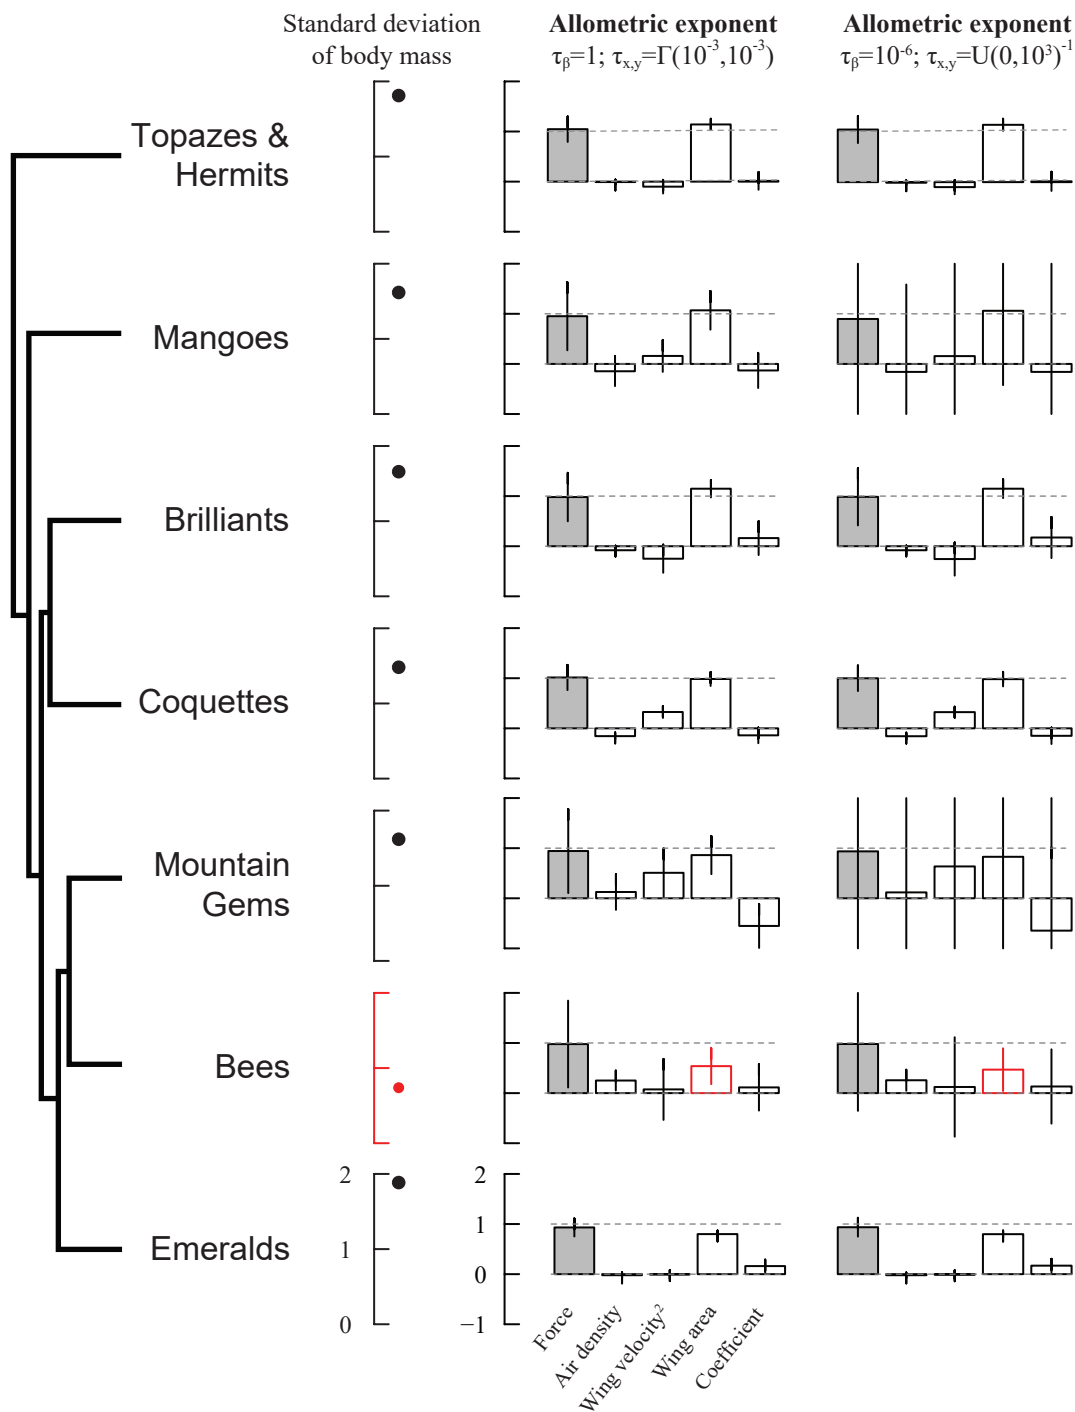 Standard deviation
of body mass
Allometric exponent
τβ=1; τx,y=Γ(10⁻³,10⁻³)
Allometric exponent
τβ=10⁻⁶; τx,y=U(0,10³)⁻¹
Topazes &
Hermits
Mangoes
Brilliants
Coquettes
Mountain
Gems
Bees
Emeralds
2
1
0
2
1
0
−1
Force
Air density
Wing velocity²
Wing area
Coefficient